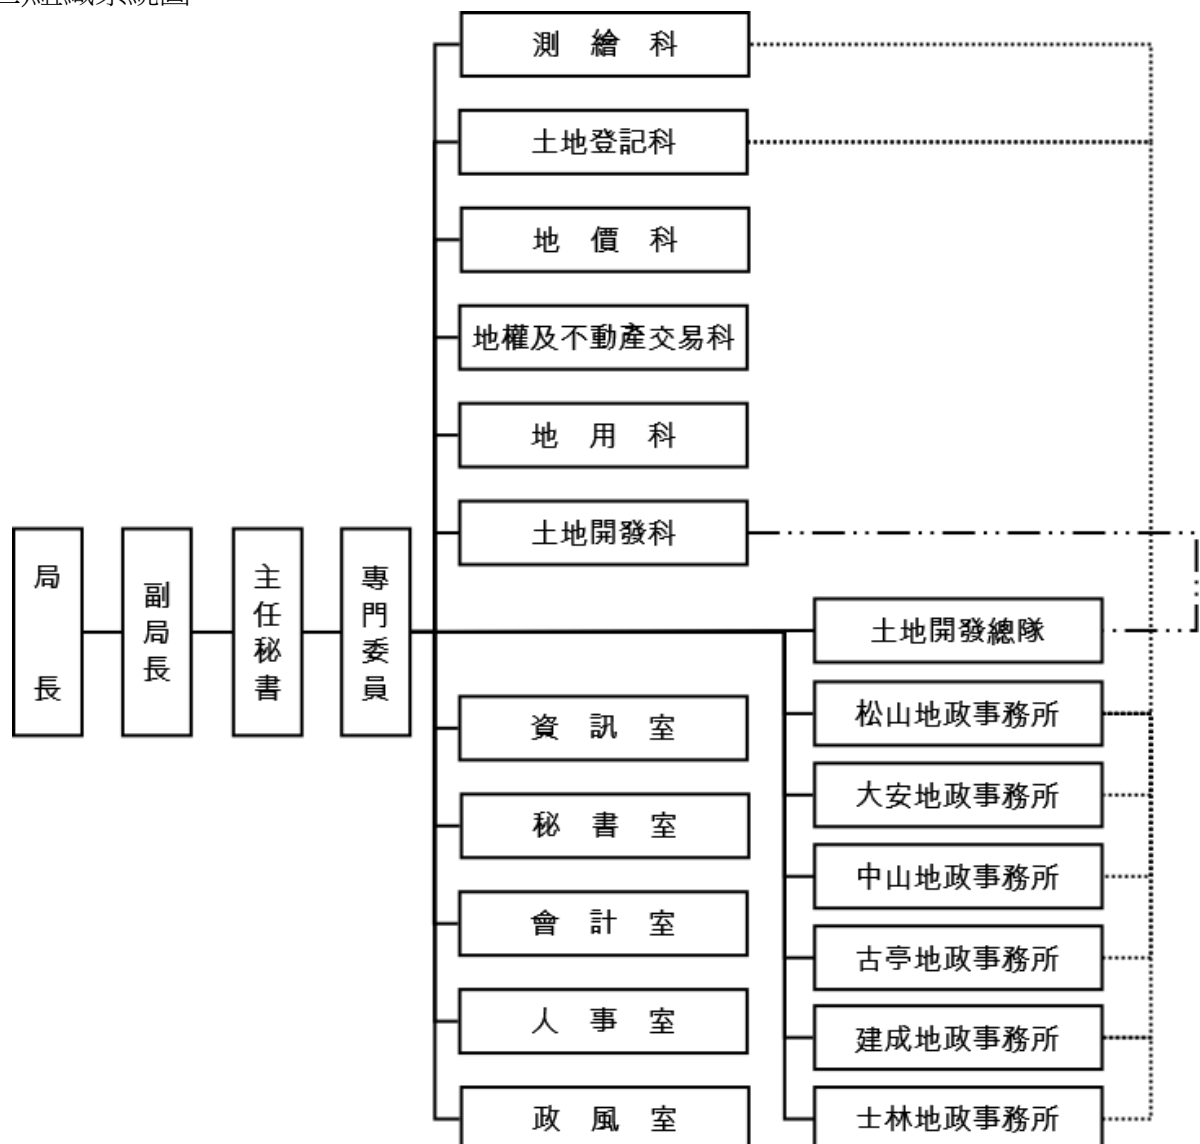 組織系統圖
測繪科
土地登記科
地價科
地權及不動產交易科
地用科
土地開發科
局長
副局長
主任秘書
專門委員
土地開發總隊
松山地政事務所
資訊室
大安地政事務所
秘書室
中山地政事務所
會計室
古亭地政事務所
人事室
建成地政事務所
政風室
士林地政事務所